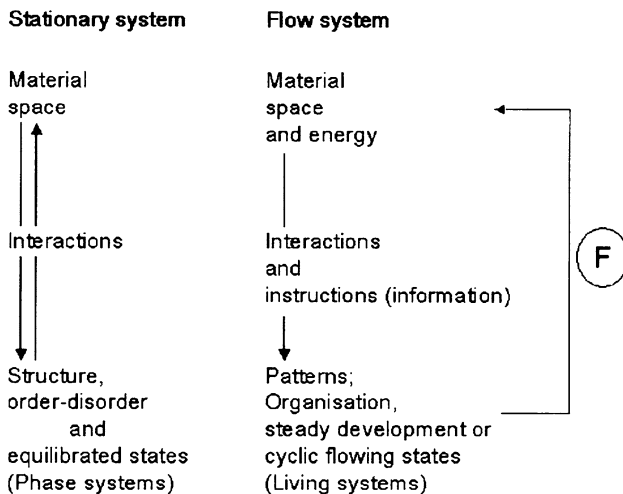 Stationary system
Material
space
Interactions
Structure,
order-disorder
and
equilibrated states
(Phase systems)
Flow system
Material
space
and energy
Interactions
and
instructions (information)
Patterns;
Organisation,
steady development or
cyclic flowing states
(Living systems)
F